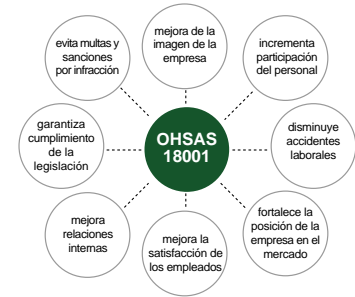 mejora de la
imagen de la
empresa
incrementa
participación
del personal
disminuye
accidentes
laborales
fortalece la
posición de la
empresa en el
mercado
mejora la
satisfacción de
los empleados
mejora
relaciones
internas
garantiza
cumplimiento
de la
legislación
evita multas y
sanciones
por infracción
OHSAS
18001